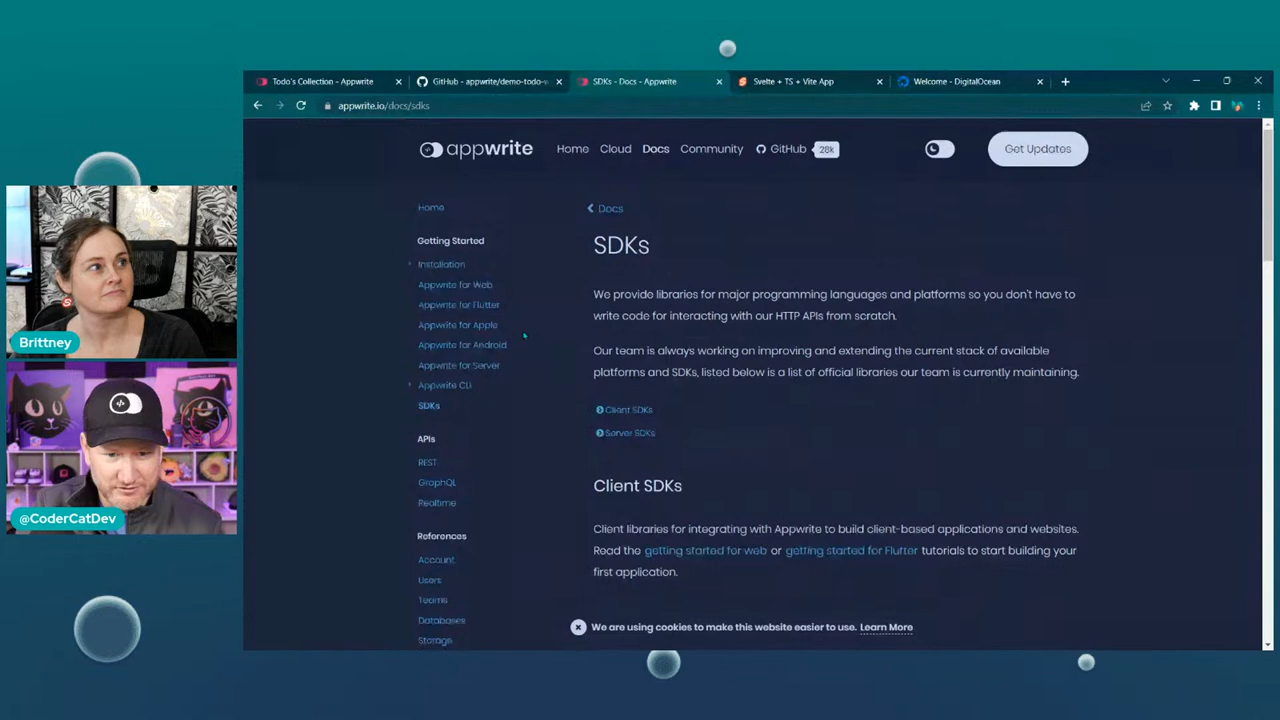 Todo's Collection - Appwrite
GitHub - appwrite/demo-todo-w
SDKs - Docs - Appwrite
Svelte + TS + Vite App
Welcome - DigitalOcean
appwrite.io/docs/sdks
appwrite
Home
Cloud
Docs
Community
GitHub
28k
Get Updates
Home
Getting Started
Installation
Appwrite for Web
Appwrite for Flutter
Appwrite for Apple
Appwrite for Android
Appwrite for Server
Appwrite CLI
SDKs
APIs
REST
GraphQL
Realtime
References
Account
Users
Teams
Databases
Storage
Docs
SDKs
We provide libraries for major programming languages and platforms so you don't have to
write code for interacting with our HTTP APIs from scratch.
Our team is always working on improving and extending the current stack of available
platforms and SDKs, listed below is a list of official libraries our team is currently maintaining.
Client SDKs
Server SDKs
Client SDKs
Client libraries for integrating with Appwrite to build client-based applications and websites.
Read the getting started for web or getting started for Flutter tutorials to start building your
first application.
We are using cookies to make this website easier to use. Learn More
Brittney
@CoderCatDev